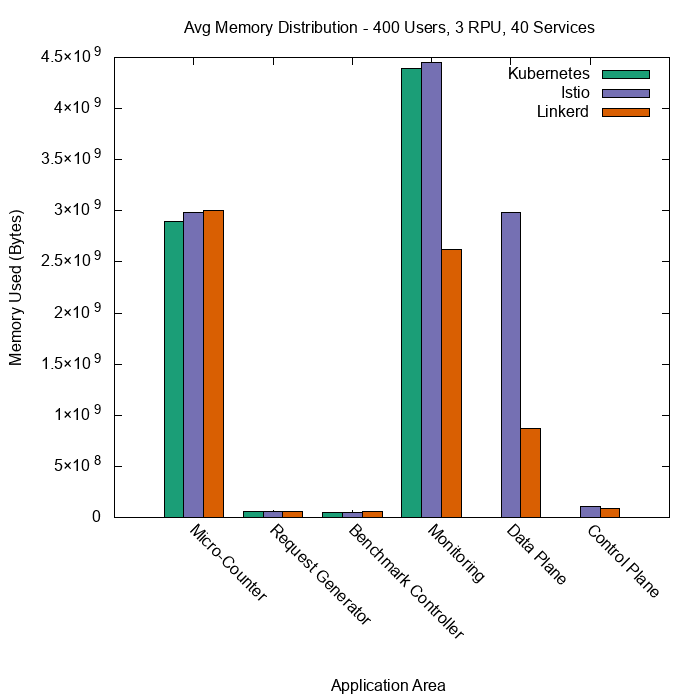 Avg Memory Distribution - 400 Users, 3 RPU, 40 Services
Kubernetes
Istio
Linkerd
Memory Used (Bytes)
4.5×10^9
4×10^9
3.5×10^9
3×10^9
2.5×10^9
2×10^9
1.5×10^9
1×10^9
5×10^8
0
Micro-Counter
Request Generator
Benchmark Controller
Monitoring
Data Plane
Control Plane
Application Area